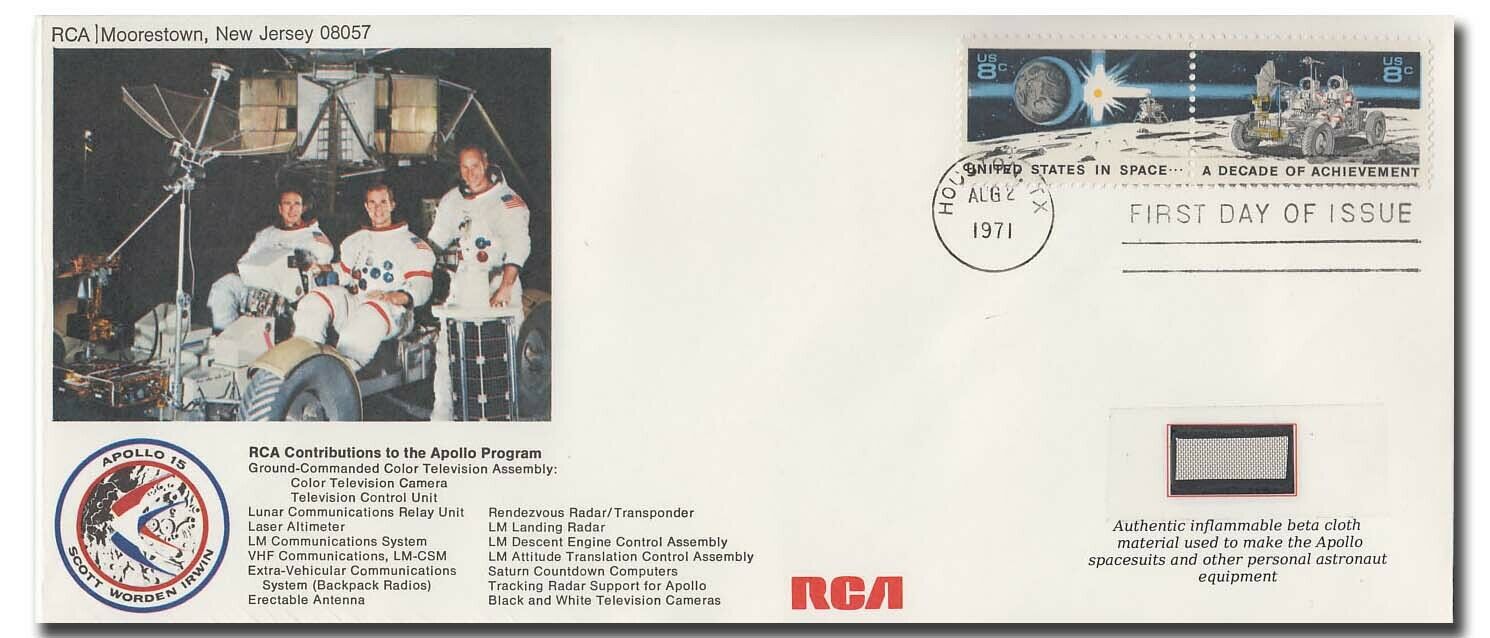 RCA | Moorestown, New Jersey 08057
US 8c
US 8c
UNITED STATES IN SPACE...
A DECADE OF ACHIEVEMENT
HOUSTON, TX
AUG 2
1971
FIRST DAY OF ISSUE
APOLLO 15
SCOTT WORDEN IRWIN
RCA Contributions to the Apollo Program
Ground-Commanded Color Television Assembly:
Color Television Camera
Television Control Unit
Lunar Communications Relay Unit
Laser Altimeter
LM Communications System
VHF Communications, LM-CSM
Extra-Vehicular Communications
System (Backpack Radios)
Erectable Antenna
Rendezvous Radar/Transponder
LM Landing Radar
LM Descent Engine Control Assembly
LM Attitude Translation Control Assembly
Saturn Countdown Computers
Tracking Radar Support for Apollo
Black and White Television Cameras
RCA
Authentic inflammable beta cloth
material used to make the Apollo
spacesuits and other personal astronaut
equipment